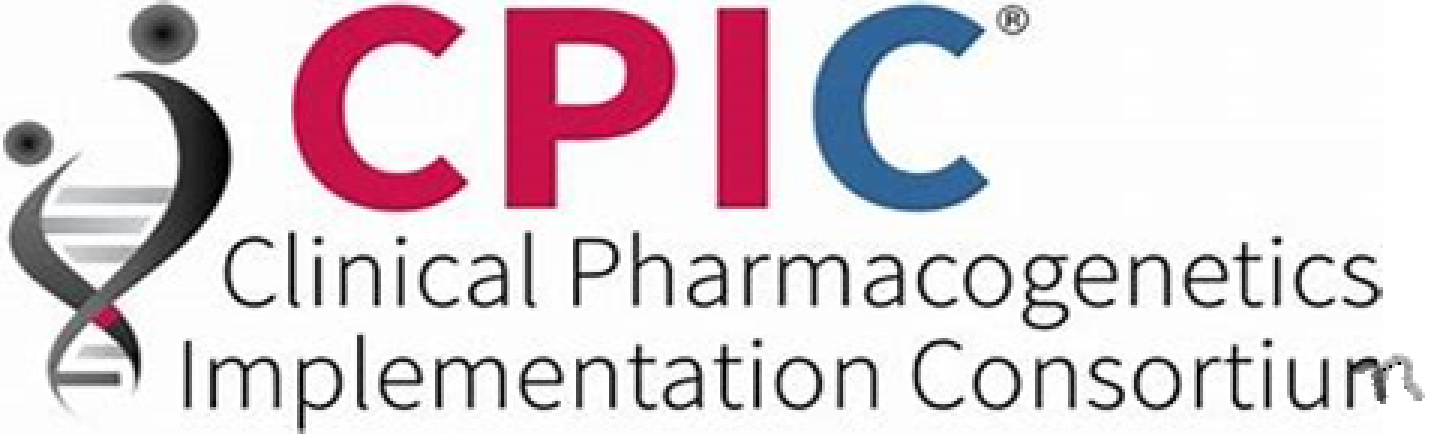 CPIC®
Clinical Pharmacogenetics
Implementation Consortium